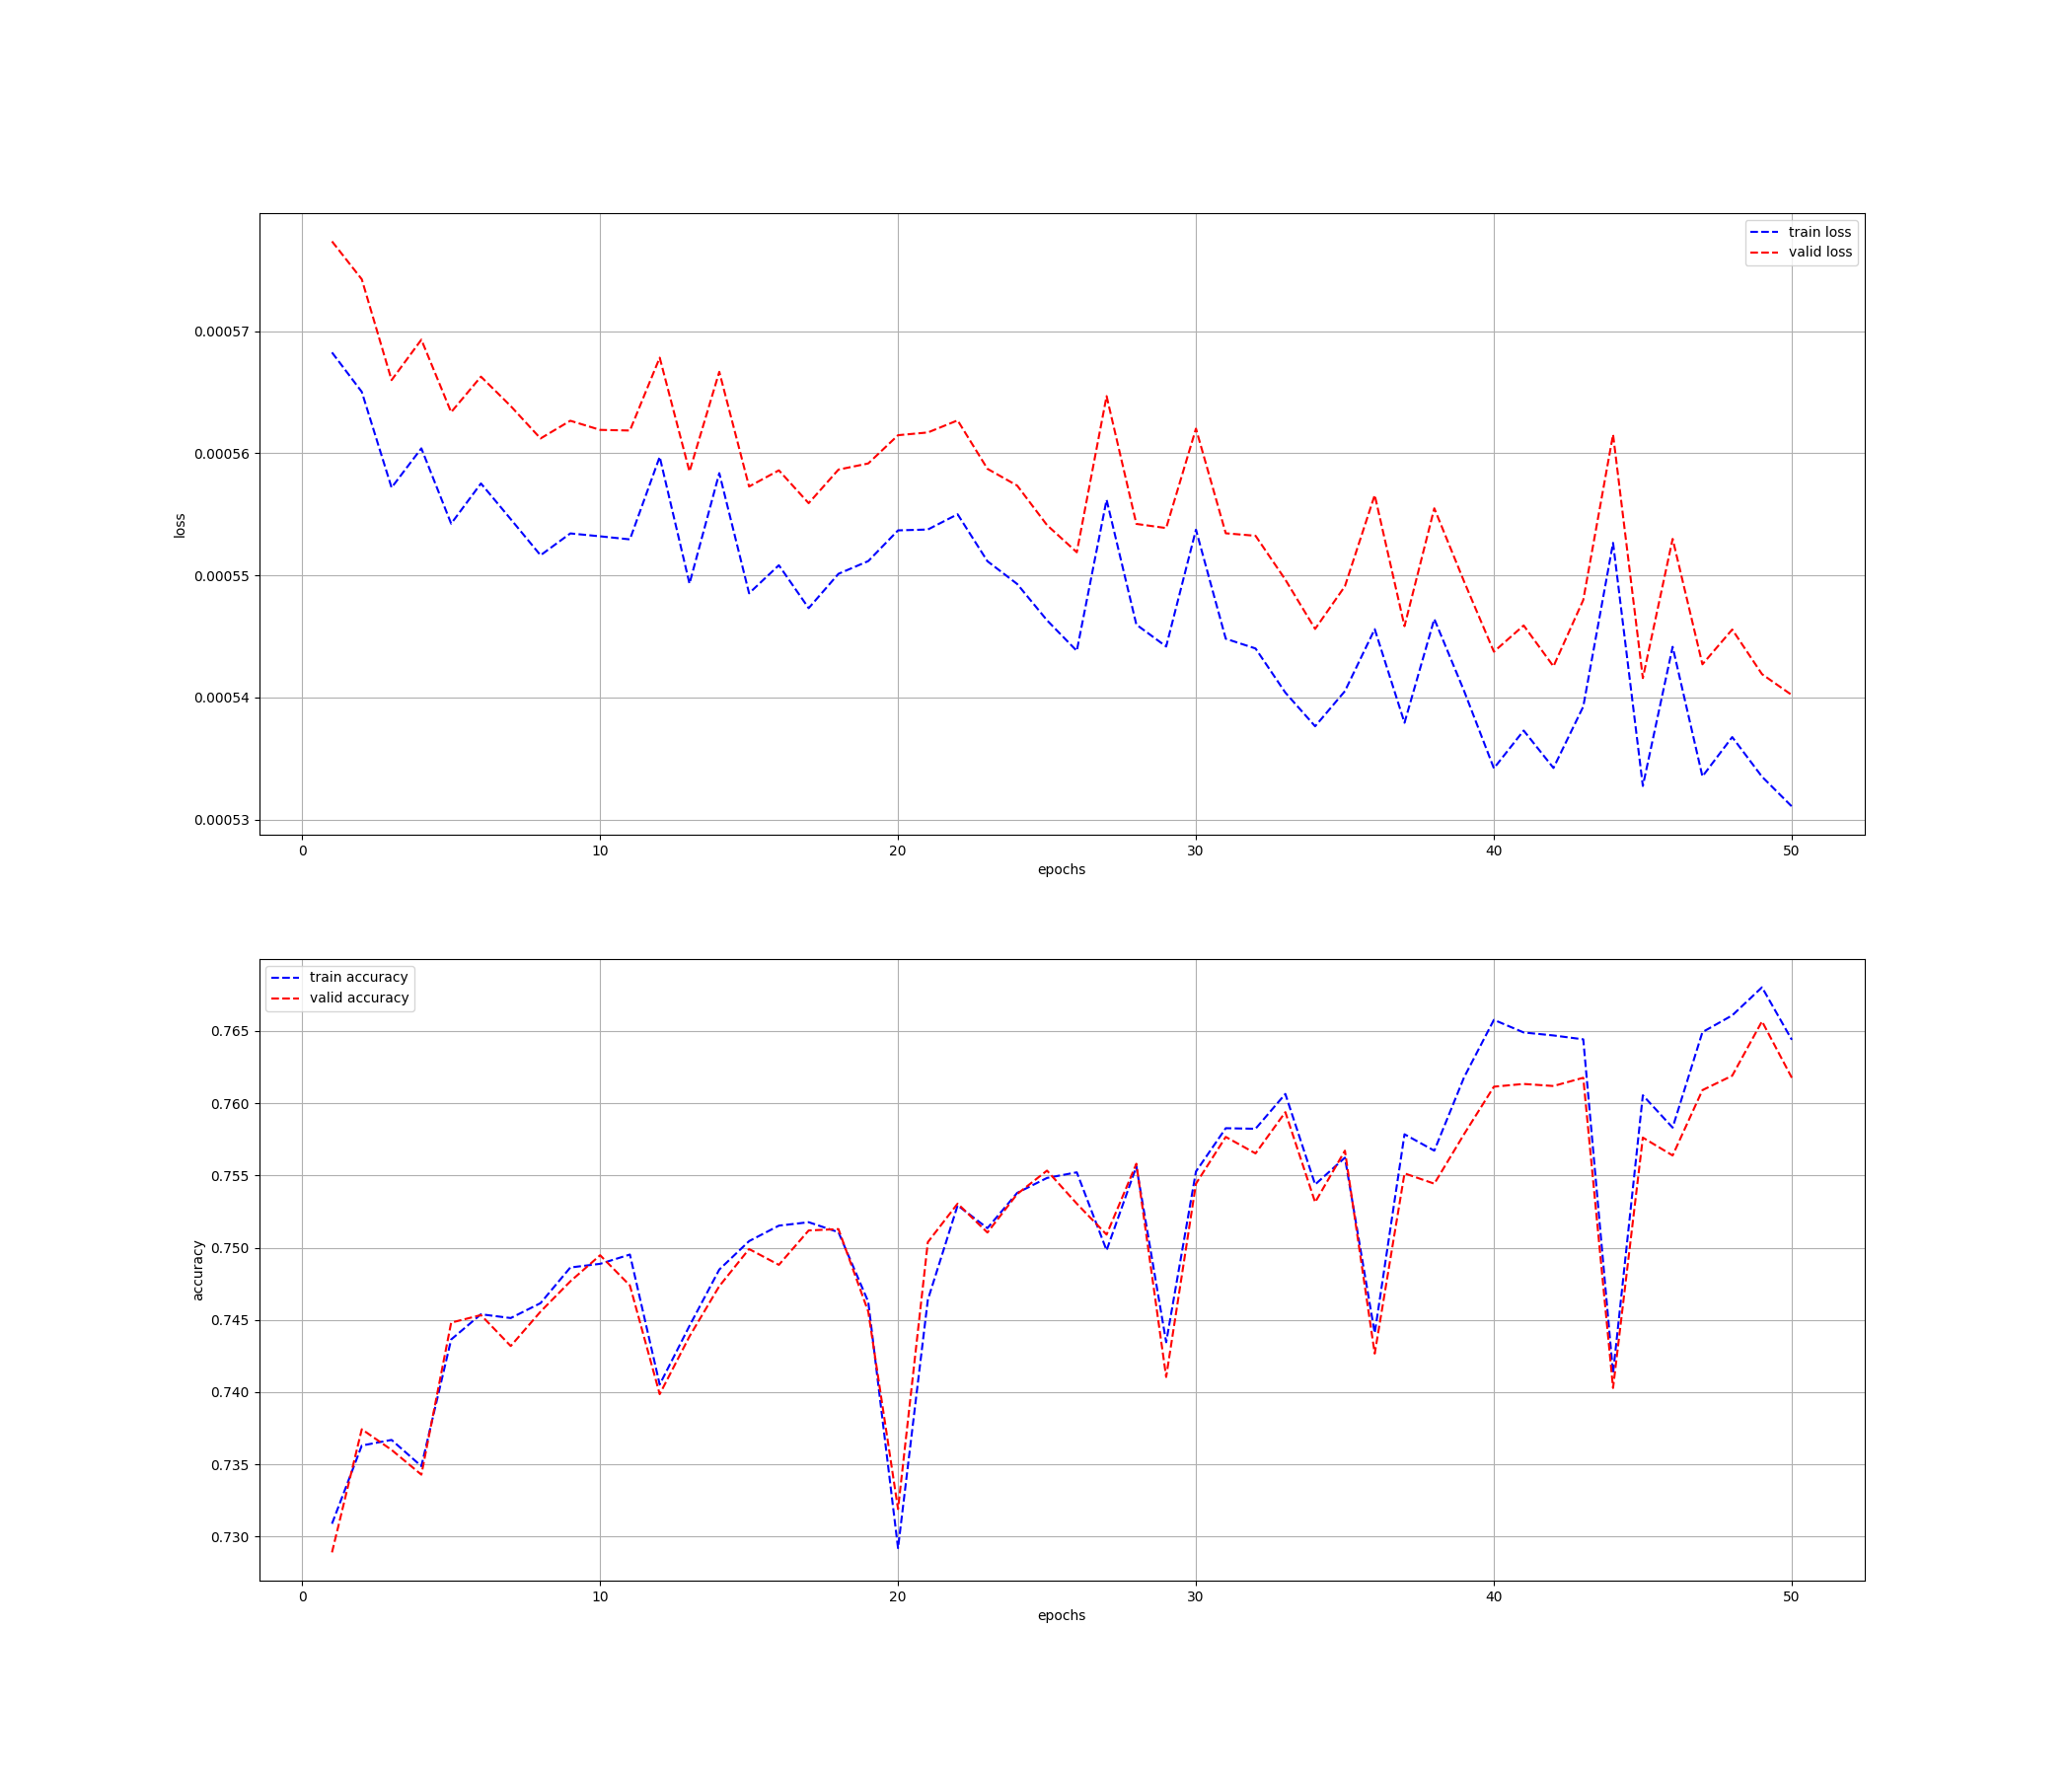 train loss
valid loss
0.00057
0.00056
0.00055
0.00054
0.00053
loss
0 10 20 30 40 50
epochs
train accuracy
valid accuracy
0.765
0.760
0.755
0.750
0.745
0.740
0.735
0.730
accuracy
0 10 20 30 40 50
epochs